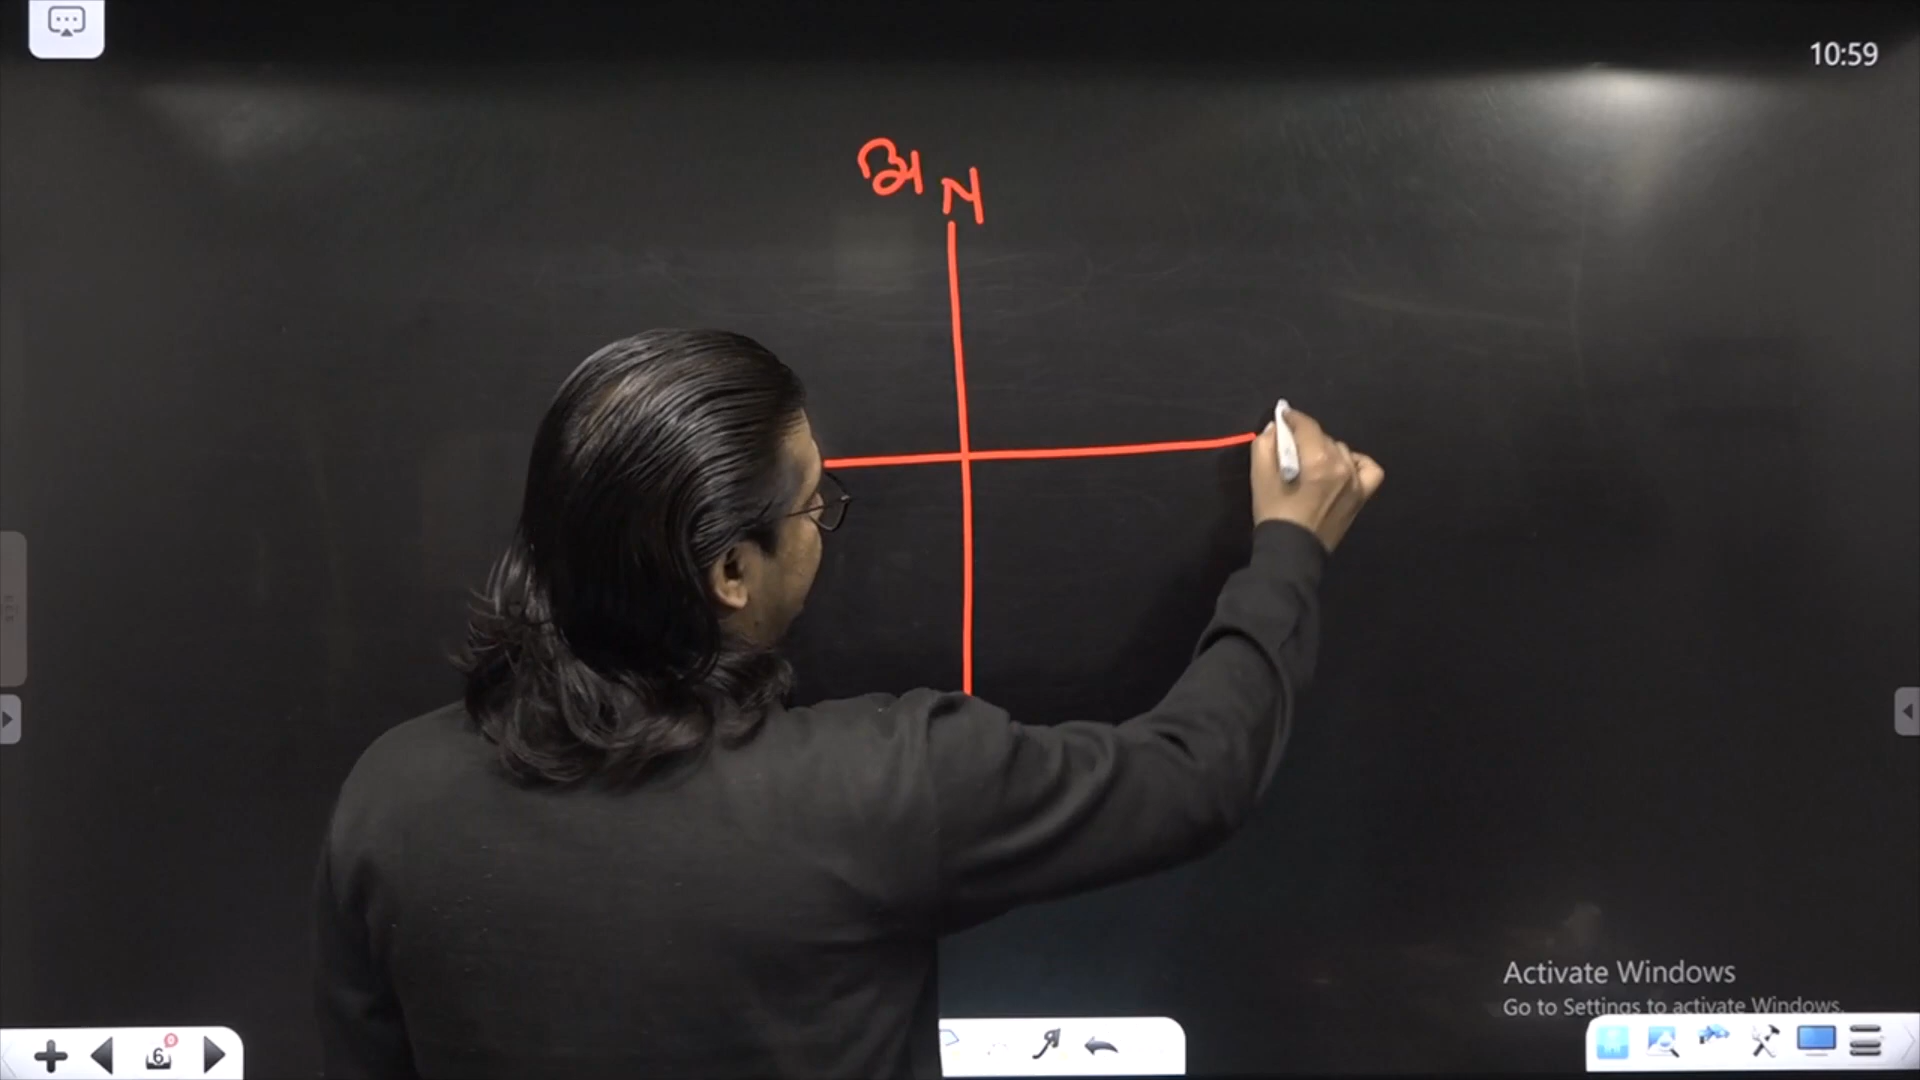 10:59
N
6
Activate Windows
Go to Settings to activate Windows.